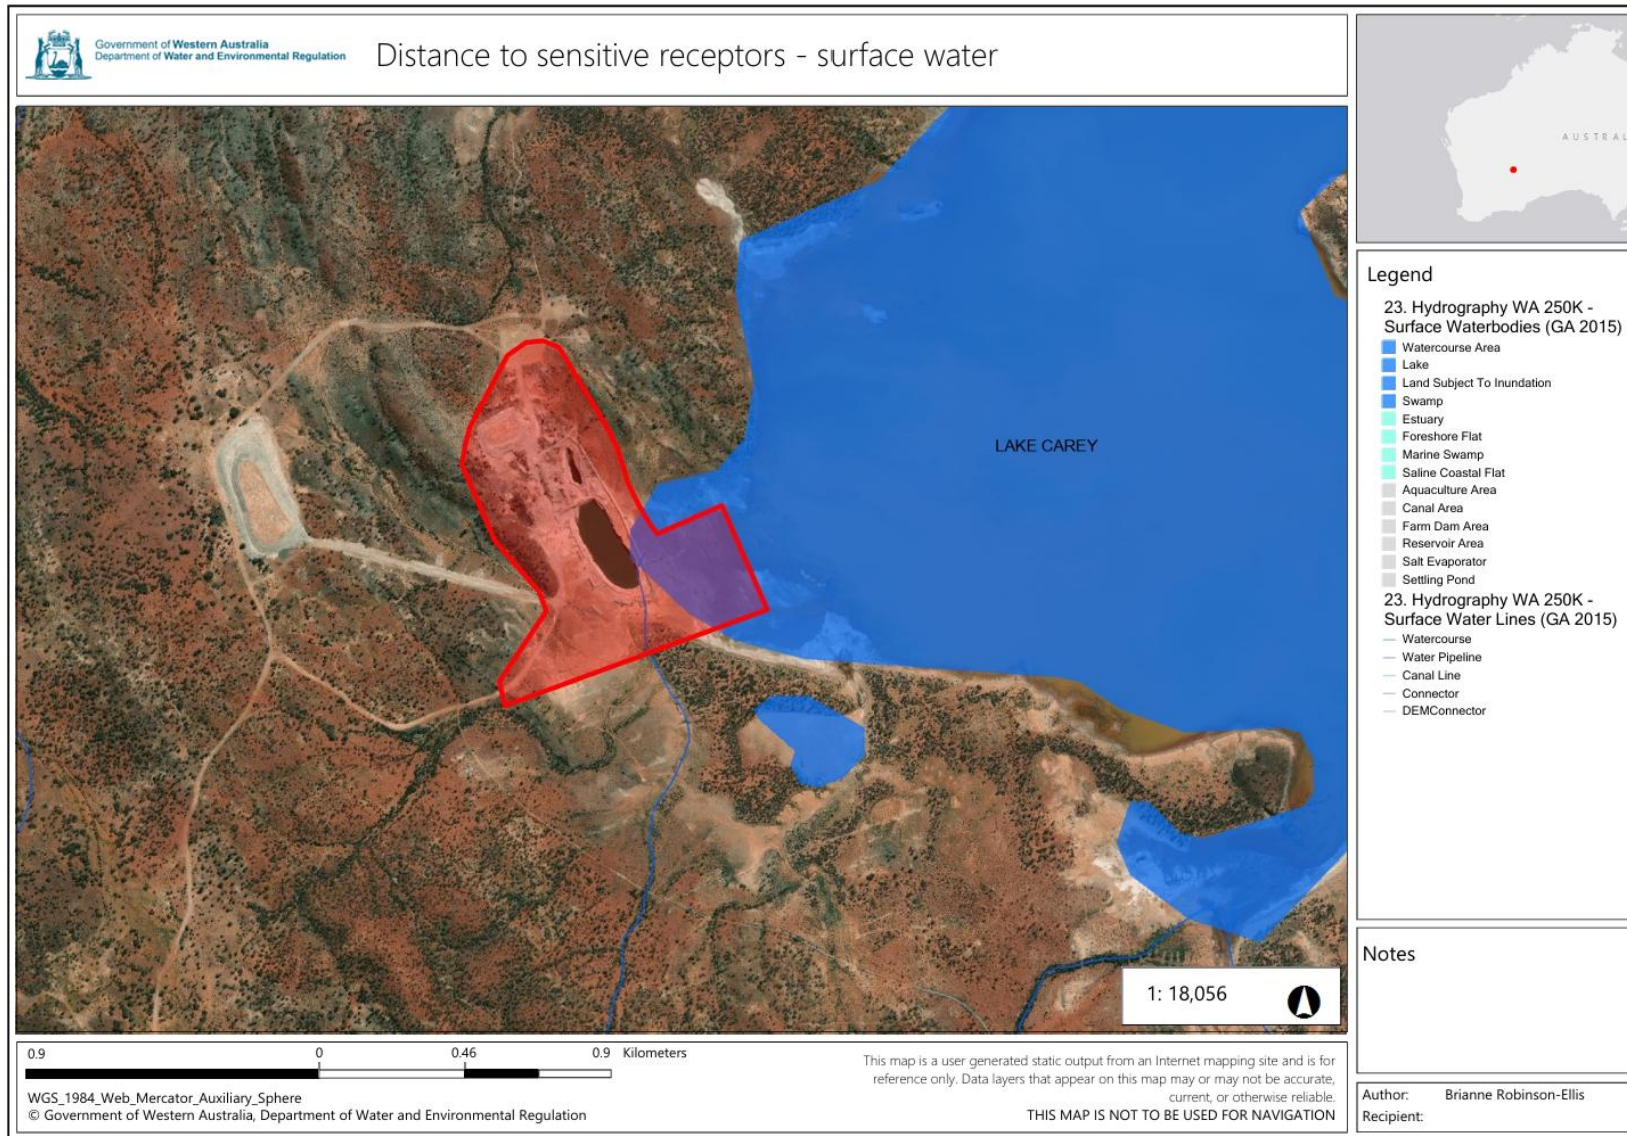 Government of Western Australia
Department of Water and Environmental Regulation
Distance to sensitive receptors - surface water
AUSTRAL
LAKE CAREY
Legend
23. Hydrography WA 250K -
Surface Waterbodies (GA 2015)
Watercourse Area
Lake
Land Subject To Inundation
Swamp
Estuary
Foreshore Flat
Marine Swamp
Saline Coastal Flat
Aquaculture Area
Canal Area
Farm Dam Area
Reservoir Area
Salt Evaporator
Settling Pond
23. Hydrography WA 250K -
Surface Water Lines (GA 2015)
Watercourse
Water Pipeline
Canal Line
Connector
DEMConnector
1: 18,056
Notes
0.9 0 0.46 0.9 Kilometers
WGS_1984_Web_Mercator_Auxiliary_Sphere
© Government of Western Australia, Department of Water and Environmental Regulation
This map is a user generated static output from an Internet mapping site and is for
reference only. Data layers that appear on this map may or may not be accurate,
current, or otherwise reliable.
THIS MAP IS NOT TO BE USED FOR NAVIGATION
Author: Brianne Robinson-Ellis
Recipient: